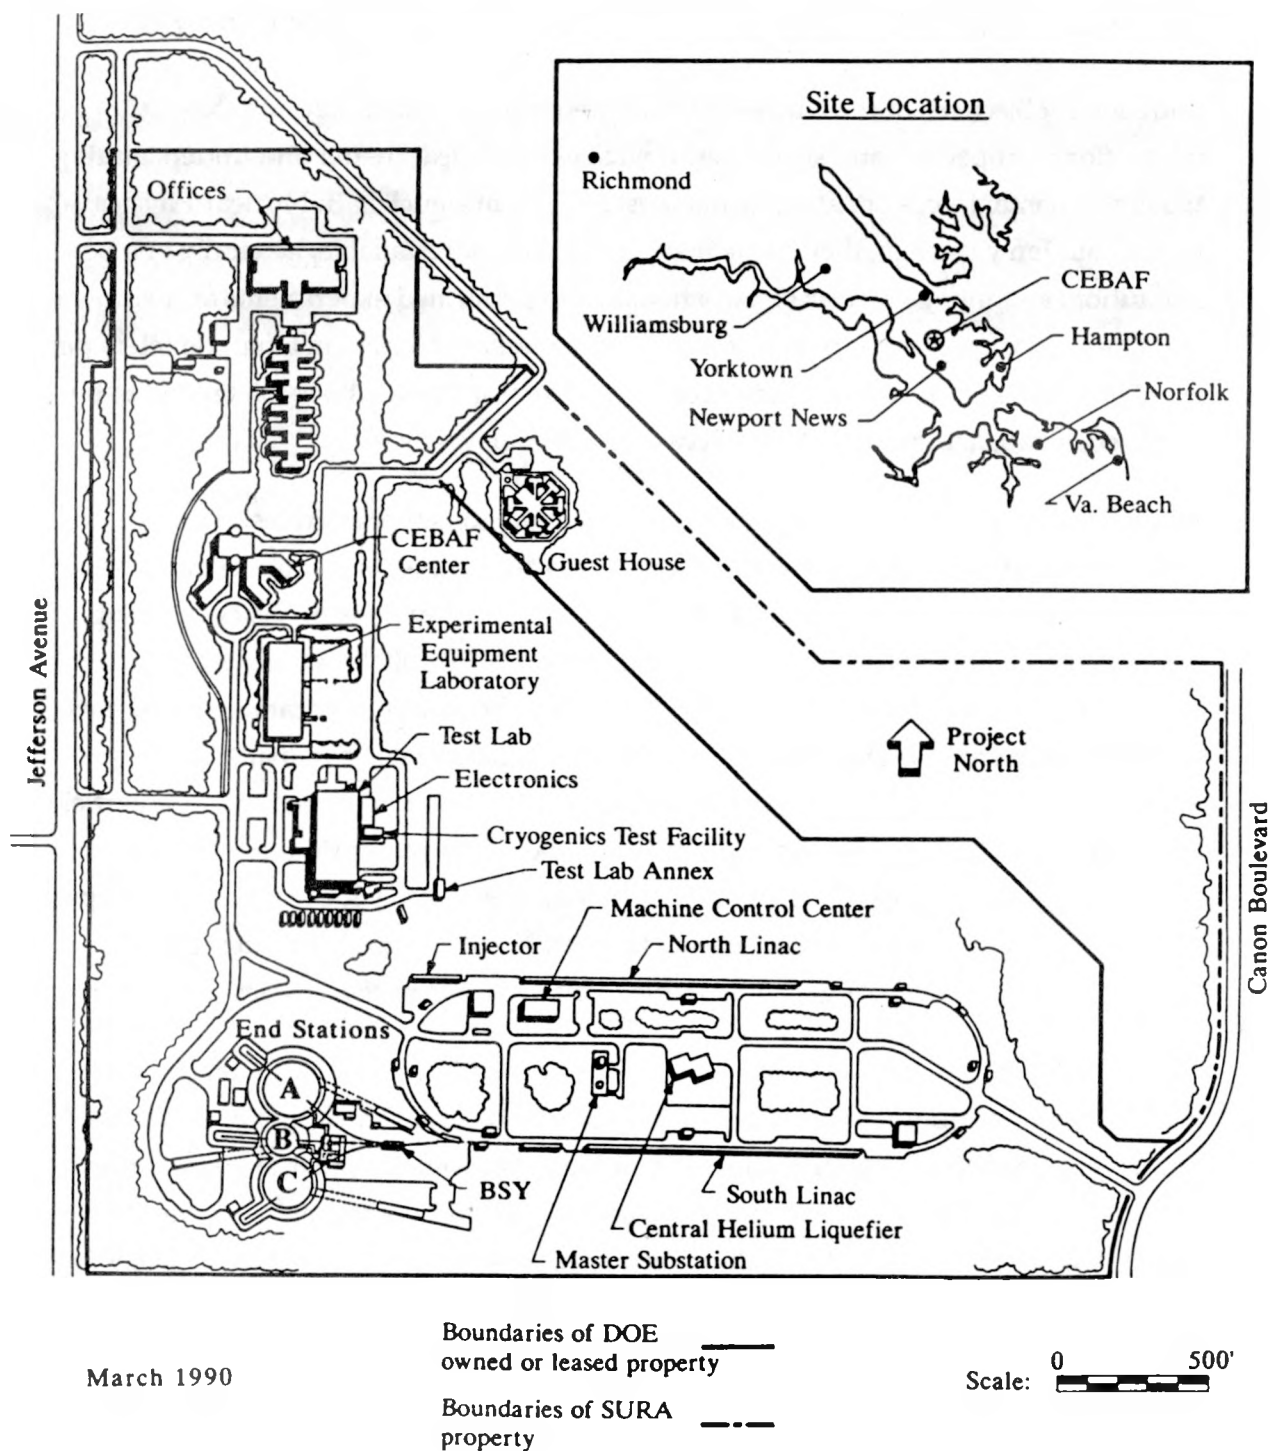 Site Location
Richmond
Offices
CEBAF
Williamsburg
Hampton
Yorktown
Norfolk
Newport News
Va. Beach
CEBAF
Center
Guest House
Jefferson Avenue
Experimental
Equipment
Laboratory
Test Lab
Project
North
Electronics
Canon Boulevard
Cryogenics Test Facility
Test Lab Annex
Machine Control Center
Injector
North Linac
End Stations
A
B
C
BSY
South Linac
Central Helium Liquefier
Master Substation
Boundaries of DOE
owned or leased property
March 1990
Scale:
0
500'
Boundaries of SURA
property